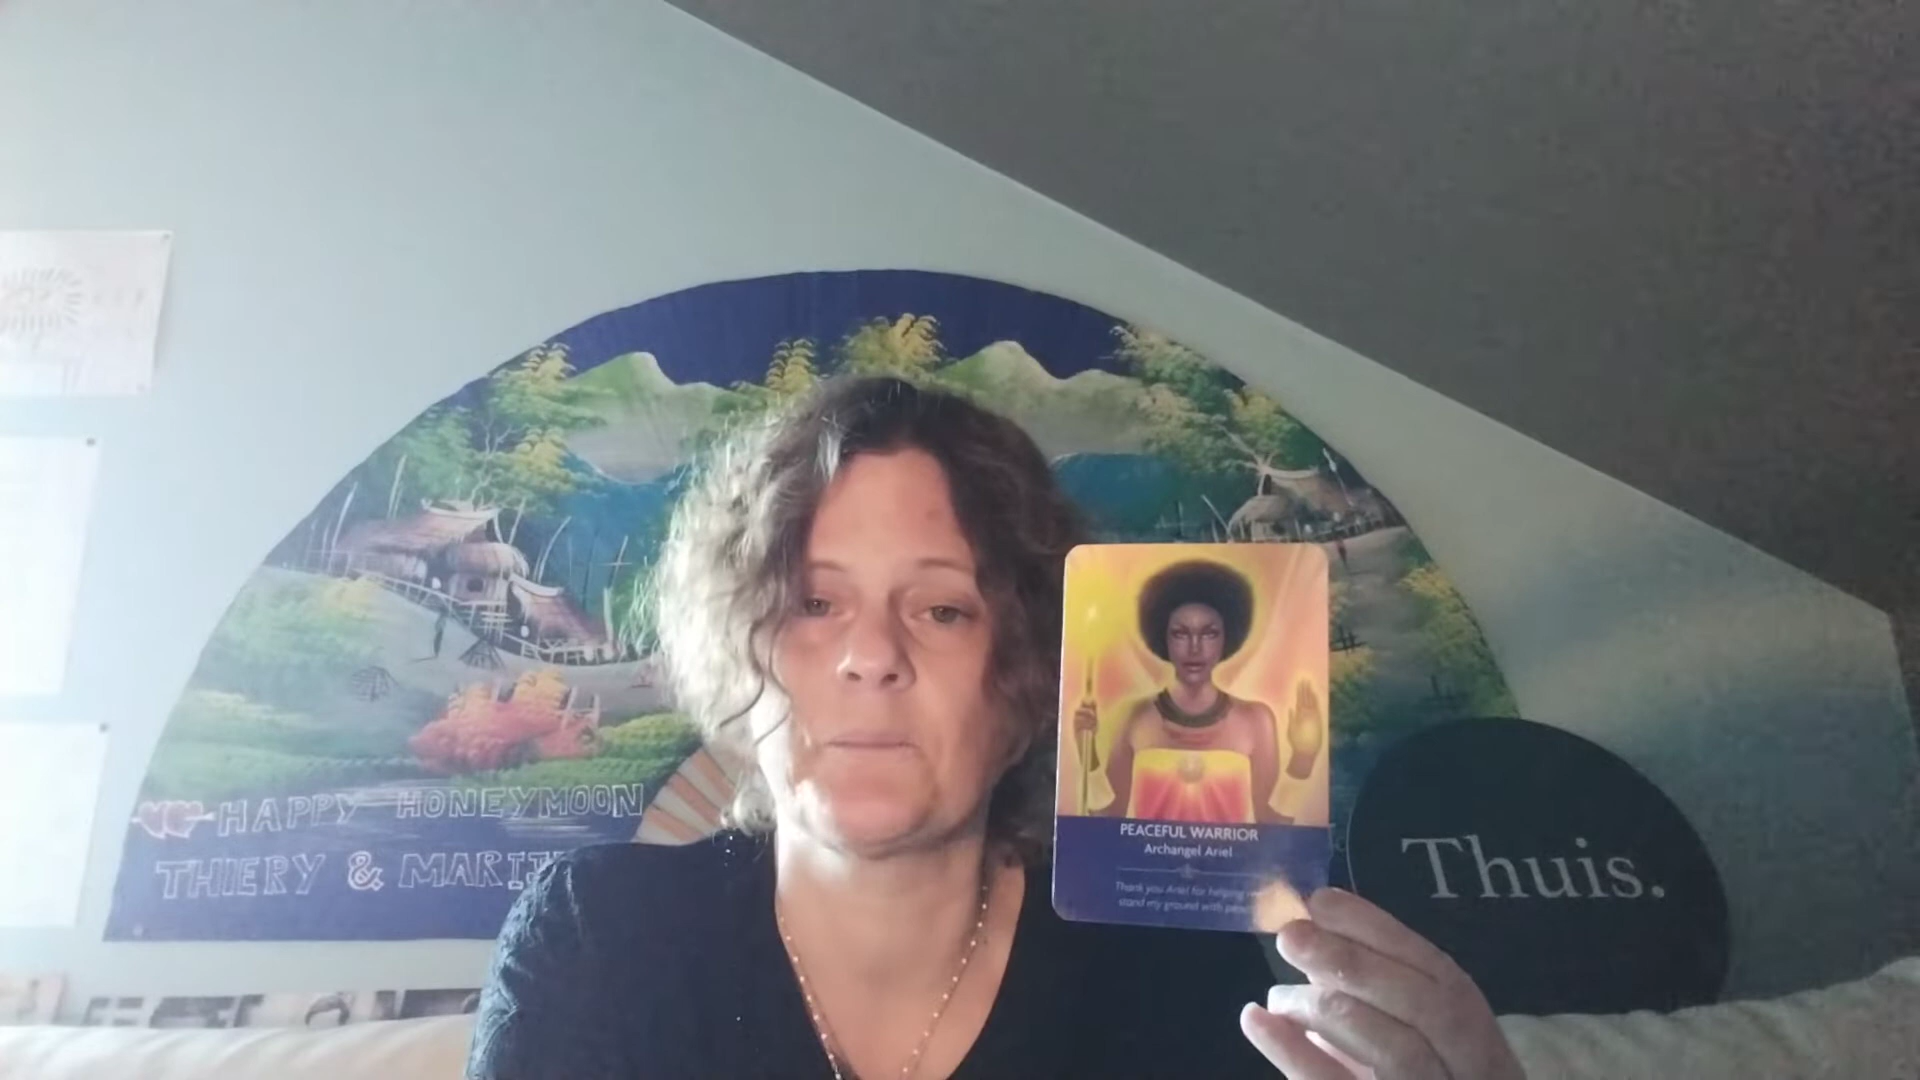 HAPPY HONEYMOON
THIERY & MARI
PEACEFUL WARRIOR
Archangel Ariel
Thank you Ariel for helping
stand my ground with
Thuis.